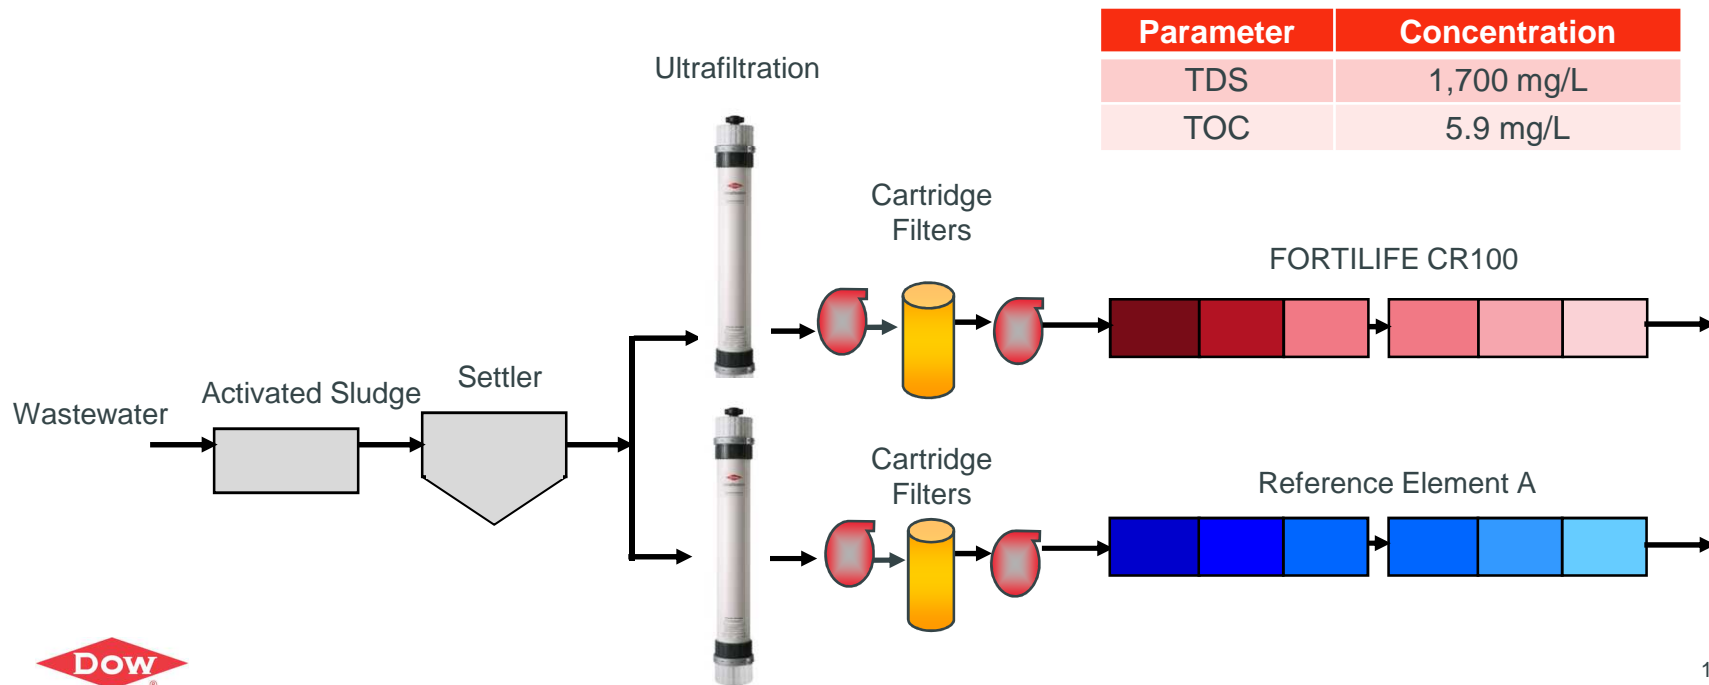 Parameter Concentration
TDS 1,700 mg/L
TOC 5.9 mg/L
Ultrafiltration
Cartridge
Filters
FORTILIFE CR100
Wastewater
Activated Sludge
Settler
Cartridge
Filters
Reference Element A
DOW
®
1